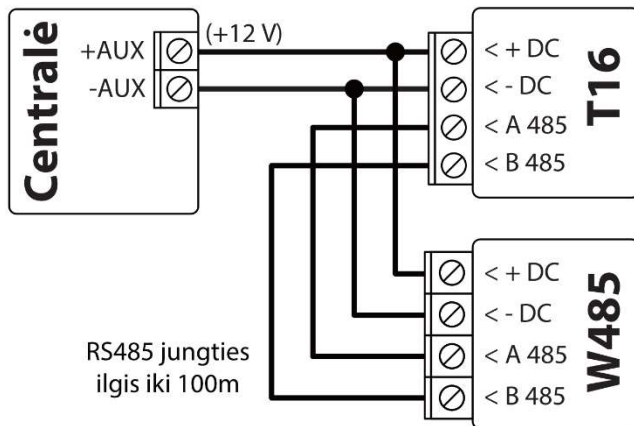 Centralė
+AUX
-AUX
(+12 V)
T16
< + DC
< - DC
< A 485
< B 485
W485
< + DC
< - DC
< A 485
< B 485
RS485 jungties
ilgis iki 100m